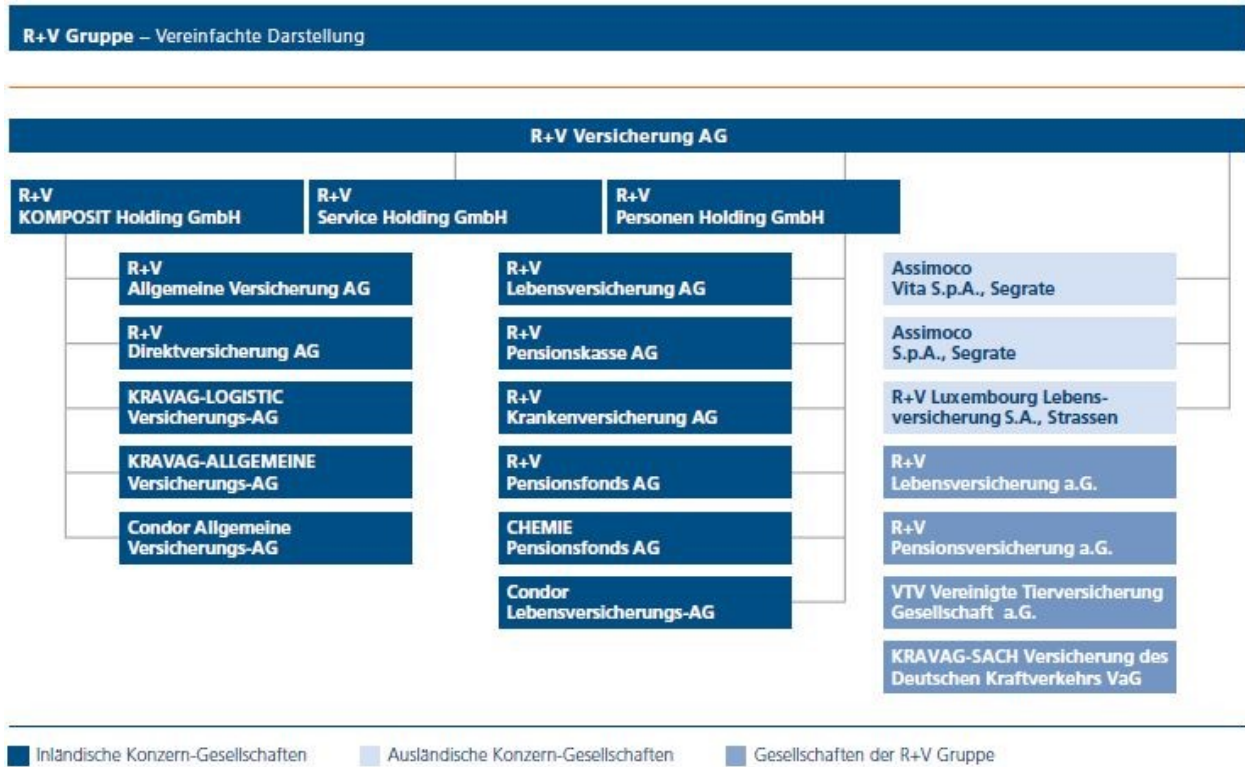 R+V Gruppe – Vereinfachte Darstellung
R+V Versicherung AG
R+V
KOMPOSIT Holding GmbH
R+V
Service Holding GmbH
R+V
Personen Holding GmbH
R+V
Allgemeine Versicherung AG
R+V
Direktversicherung AG
KRAVAG-LOGISTIC
Versicherungs-AG
KRAVAG-ALLGEMEINE
Versicherungs-AG
Condor Allgemeine
Versicherungs-AG
R+V
Lebensversicherung AG
R+V
Pensionskasse AG
R+V
Krankenversicherung AG
R+V
Pensionsfonds AG
CHEMIE
Pensionsfonds AG
Condor
Lebensversicherungs-AG
Assimoco
Vita S.p.A., Segrate
Assimoco
S.p.A., Segrate
R+V Luxembourg Lebens-
versicherung S.A., Strassen
R+V
Lebensversicherung a.G.
R+V
Pensionsversicherung a.G.
VTV Vereinigte Tierversicherung
Gesellschaft a.G.
KRAVAG-SACH Versicherung des
Deutschen Kraftverkehrs VaG
Inländische Konzern-Gesellschaften
Ausländische Konzern-Gesellschaften
Gesellschaften der R+V Gruppe